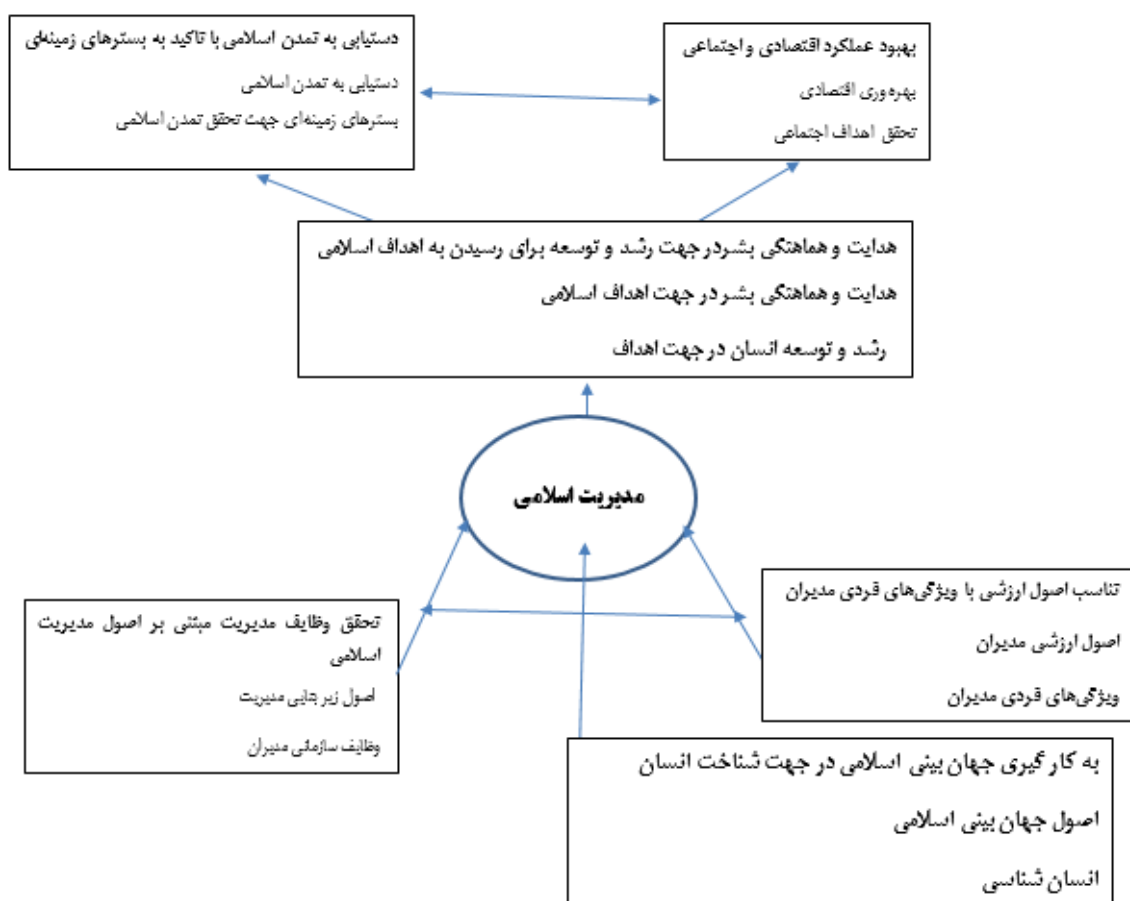 بهبود عملکرد اقتصادی و اجتماعی
بهره وری اقتصادی
تحقق اهداف اجتماعی
دستیابی به تمدن اسلامی با تاکید به بسترهای زمینه‌ای
دستیابی به تمدن اسلامی
بسترهای زمینه‌ای جهت تحقق تمدن اسلامی
هدایت و هماهنگی بشردر جهت رشد و توسعه برای رسیدن به اهداف اسلامی
هدایت و هماهنگی بشر در جهت اهداف اسلامی
رشد و توسعه انسان در جهت اهداف
مدیریت اسلامی
تناسب اصول ارزشی با ویژگی‌های فردی مدیران
اصول ارزشی مدیران
ویژگی‌های فردی مدیران
تحقق وظایف مدیریت مبتنی بر اصول مدیریت
اسلامی
اصول زیر بنایی مدیریت
وظایف سازمانی مدیران
به کار گیری جهان بینی اسلامی در جهت شناخت انسان
اصول جهان بینی اسلامی
انسان شناسی